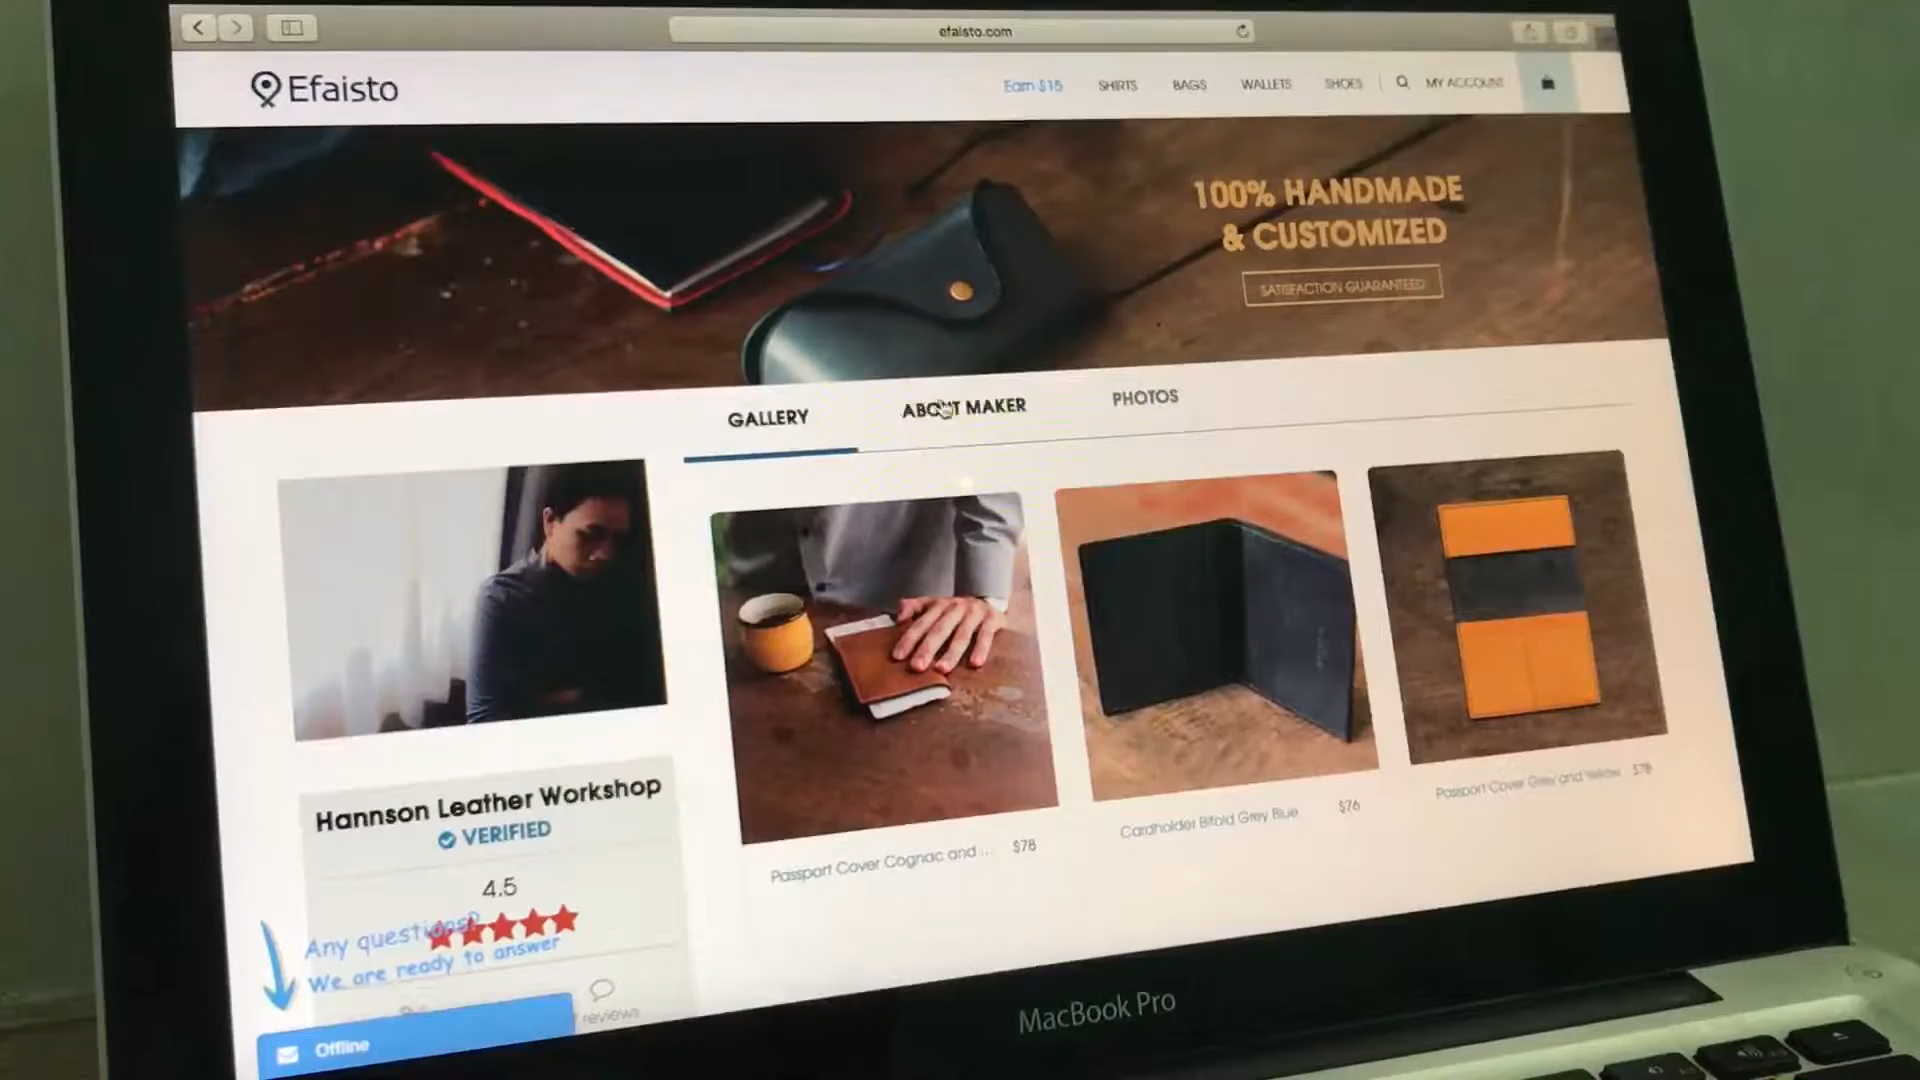 efaisto.com
Efaisto
Earn $15 SHIRTS BAGS WALLETS SHOES MY ACCOUNT
100% HANDMADE
& CUSTOMIZED
SATISFACTION GUARANTEED
GALLERY ABOUT MAKER PHOTOS
Passport Cover Cognac and ... $78
Cardholder Bifold Grey Blue $76
Passport Cover Grey and Yellow $78
Hannson Leather Workshop
VERIFIED
4.5
Any questions?
We are ready to answer
reviews
Offline
MacBook Pro